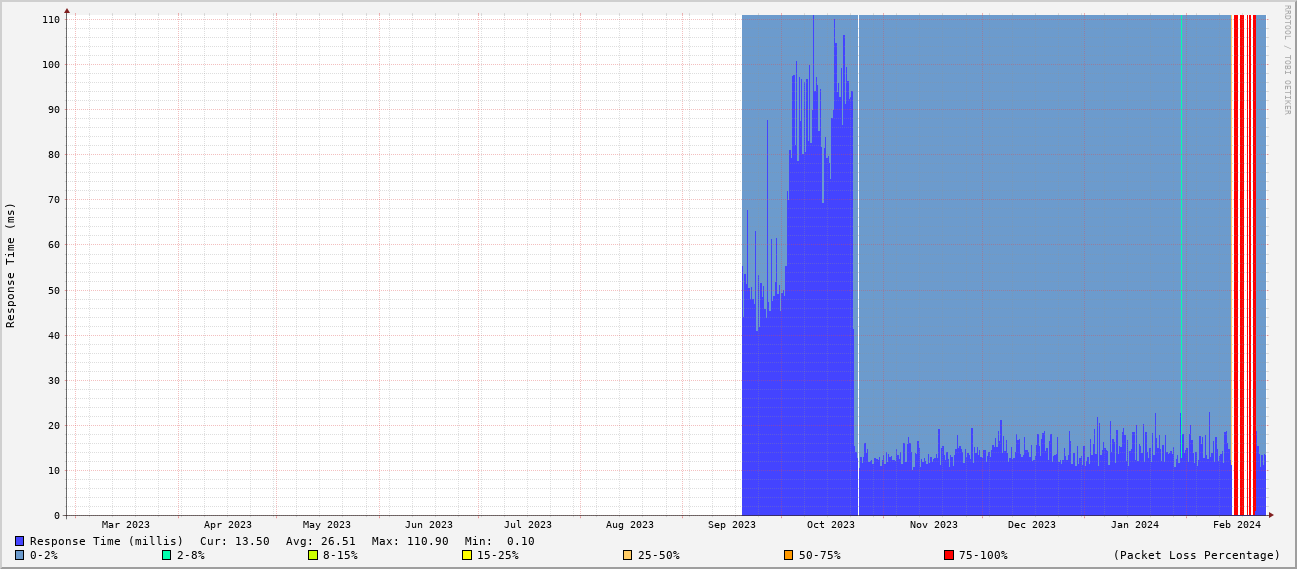 RRDTOOL / TOBI OETIKER
Response Time (ms)
110
100
90
80
70
60
50
40
30
20
10
0
Mar 2023 Apr 2023 May 2023 Jun 2023 Jul 2023 Aug 2023 Sep 2023 Oct 2023 Nov 2023 Dec 2023 Jan 2024 Feb 2024
Response Time (millis) Cur: 13.50 Avg: 26.51 Max: 110.90 Min: 0.10
0-2% 2-8% 8-15% 15-25% 25-50% 50-75% 75-100% (Packet Loss Percentage)